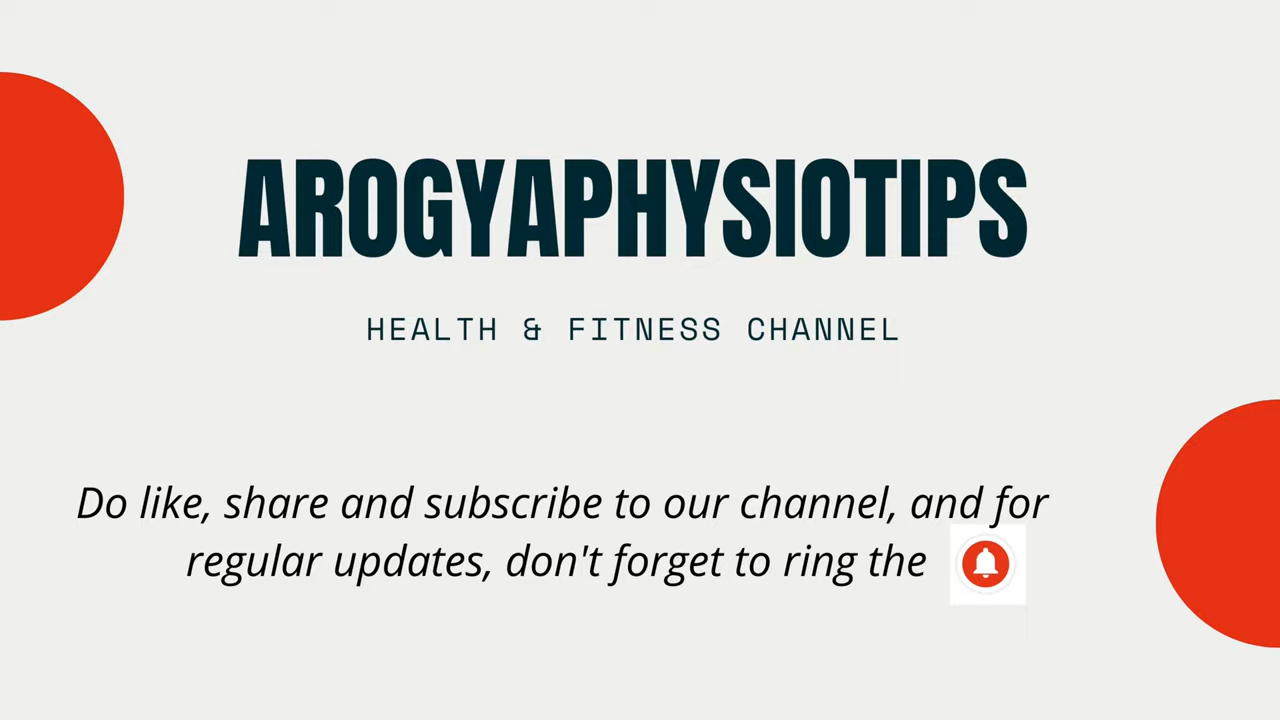 AROGYAPHYSIOTIPS
HEALTH & FITNESS CHANNEL
Do like, share and subscribe to our channel, and for
regular updates, don't forget to ring the